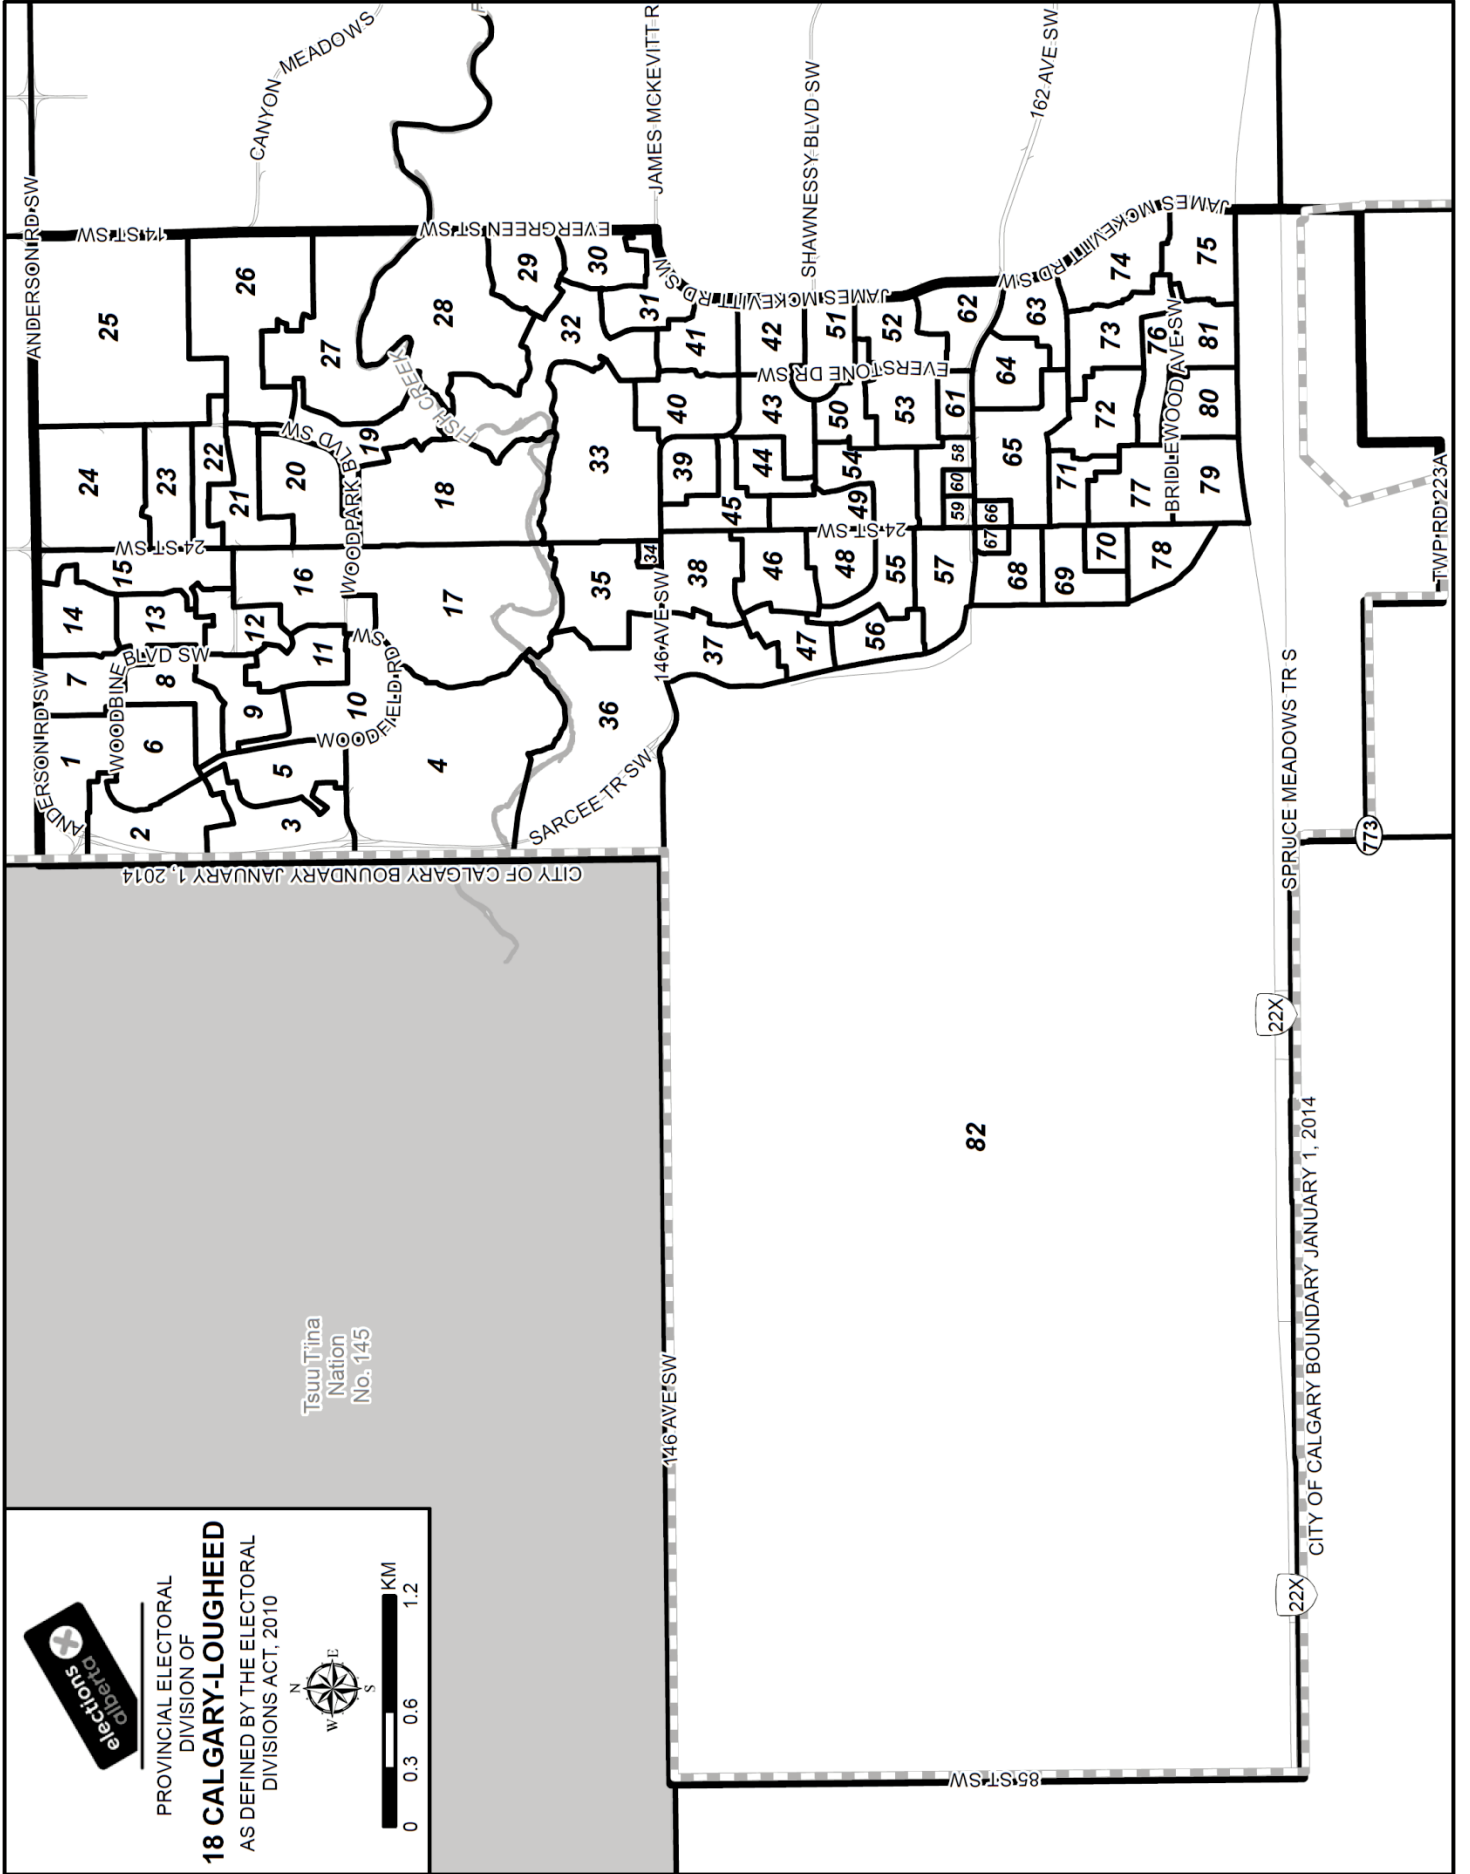 elections
alberta
PROVINCIAL ELECTORAL
DIVISION OF
18 CALGARY-LOUGHEED
AS DEFINED BY THE ELECTORAL
DIVISIONS ACT, 2010
N
W
E
S
0 0.3 0.6 1.2
KM
Tsuu T'ina
Nation
No. 145
CITY OF CALGARY BOUNDARY JANUARY 1, 2014
ANDERSON RD SW
ANDERSON RD SW
AND
14 ST SW
CANYON MEADOWS
24 ST SW
WOODBINE BLVD SW
WOODPARK BLVD SW
BLVD SW
WOODFIELD RD SW
FISH CREEK
F
EVERGREEN ST SW
JAMES MCKEVITT R
JAMES MCKEVITT RD SW
SHAWNESSY BLVD SW
EVERSTONE DR SW
162 AVE SW
JAMES MCKEVITT RD SW
JAMES MCKEVITT RD SW
24 ST SW
146 AVE SW
SARCEE TR SW
146 AVE SW
BRIDLEWOOD AVE SW
SPRUCE MEADOWS TR S
TWP RD 223A
773
22X
22X
85 ST SW
CITY OF CALGARY BOUNDARY JANUARY 1, 2014
1
2
3
4
5
6
7
8
9
10
11
12
13
14
15
16
17
18
19
20
21
22
23
24
25
26
27
28
29
30
31
32
33
34
35
36
37
38
39
40
41
42
43
44
45
46
47
48
49
50
51
52
53
54
55
56
57
58
59
60
61
62
63
64
65
66
67
68
69
70
71
72
73
74
75
76
77
78
79
80
81
82